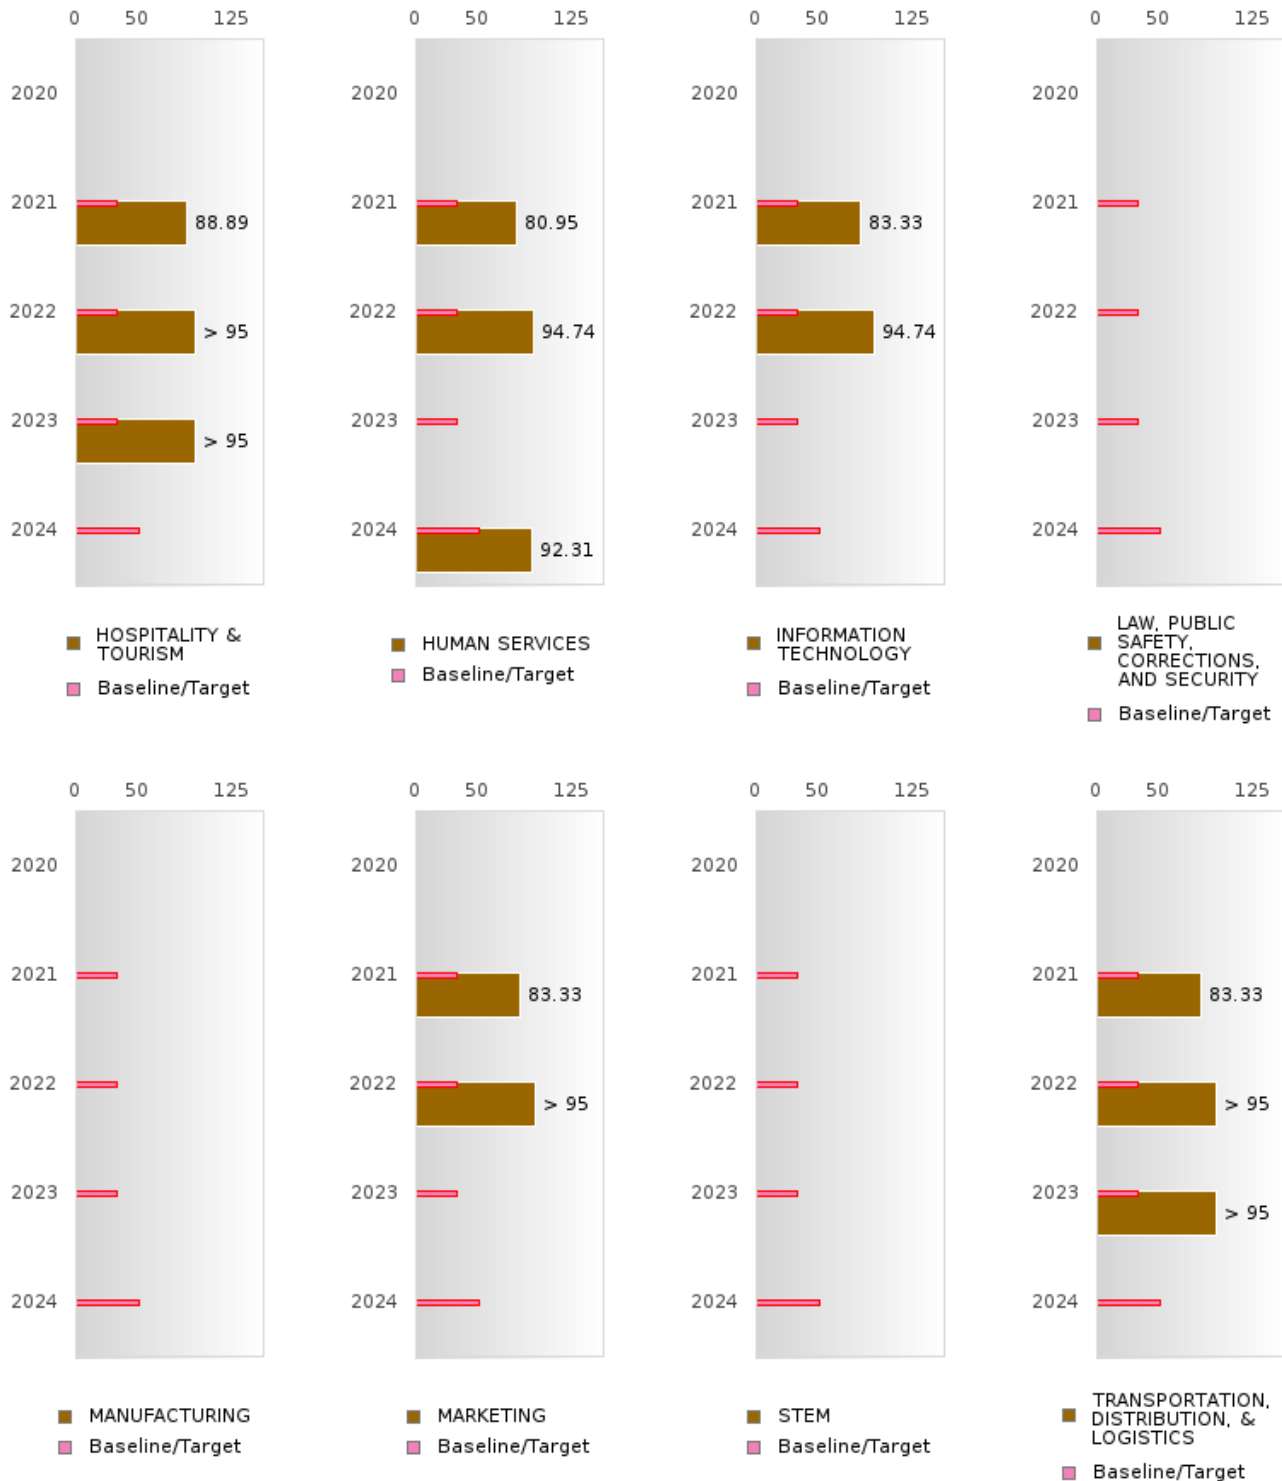 0 50 125
0 50 125
0 50 125
0 50 125
2020
2020
2020
2020
2021
88.89
2021
80.95
2021
83.33
2021
2022
> 95
2022
94.74
2022
94.74
2022
2023
> 95
2023
2023
2023
2024
2024
92.31
2024
2024
HOSPITALITY &
TOURISM
Baseline/Target
HUMAN SERVICES
Baseline/Target
INFORMATION
TECHNOLOGY
Baseline/Target
LAW, PUBLIC
SAFETY,
CORRECTIONS,
AND SECURITY
Baseline/Target
0 50 125
0 50 125
0 50 125
0 50 125
2020
2020
2020
2020
2021
2021
83.33
2021
2021
83.33
2022
2022
> 95
2022
2022
> 95
2023
2023
2023
2023
> 95
2024
2024
2024
2024
MANUFACTURING
Baseline/Target
MARKETING
Baseline/Target
STEM
Baseline/Target
TRANSPORTATION,
DISTRIBUTION, &
LOGISTICS
Baseline/Target